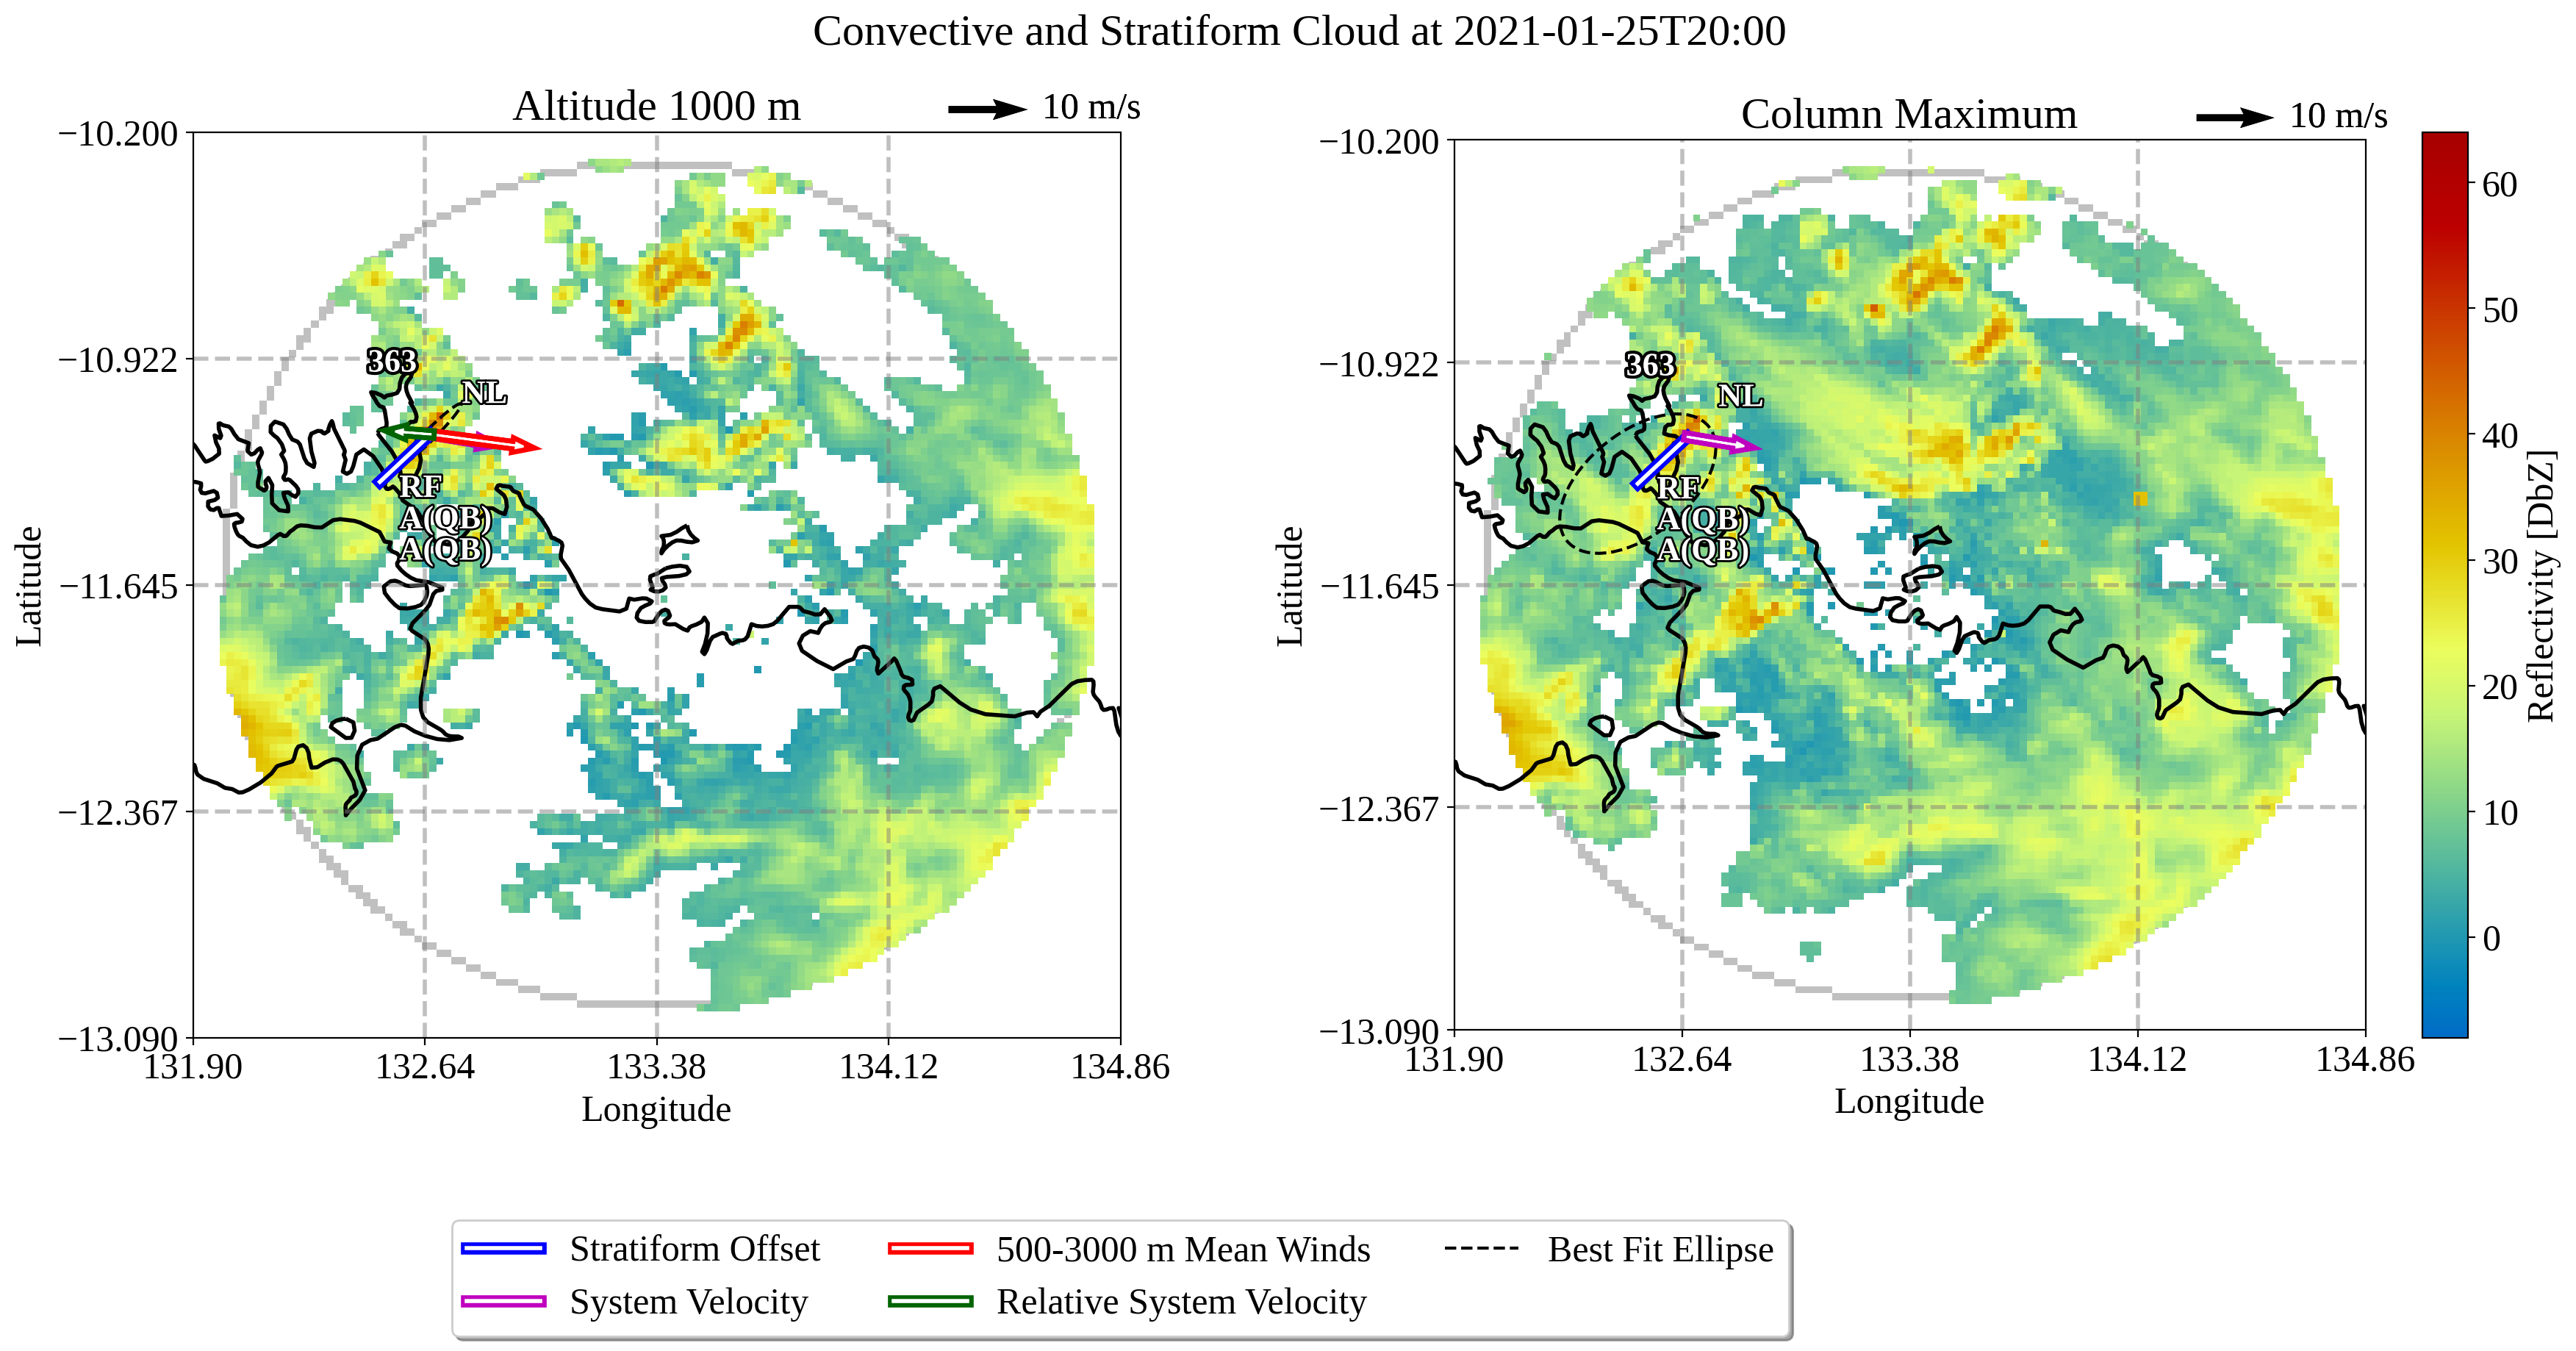 Convective and Stratiform Cloud at 2021-01-25T20:00
Altitude 1000 m
10 m/s
−10.200
−10.922
−11.645
−12.367
−13.090
131.90
132.64
133.38
134.12
134.86
Latitude
Longitude
363
NL
RF
A(QB)
A(QB)
Column Maximum
10 m/s
−10.200
−10.922
−11.645
−12.367
−13.090
131.90
132.64
133.38
134.12
134.86
Latitude
Longitude
363
NL
RF
A(QB)
A(QB)
60
50
40
30
20
10
0
Reflectivity [DbZ]
Stratiform Offset
System Velocity
500-3000 m Mean Winds
Relative System Velocity
Best Fit Ellipse